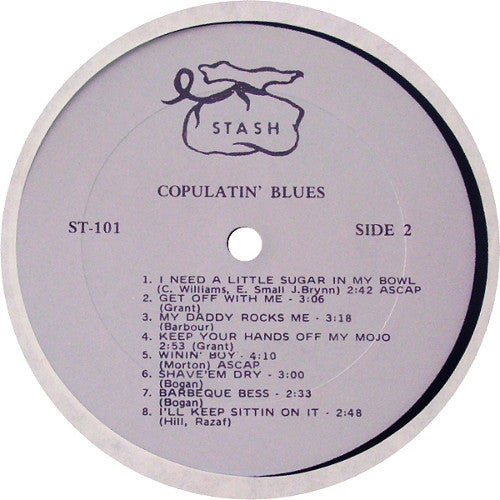 STASH
COPULATIN' BLUES
ST-101
SIDE 2
1. I NEED A LITTLE SUGAR IN MY BOWL
(C. Williams, E. Small J.Brynn) 2:42 ASCAP
2. GET OFF WITH ME - 3:06
(Grant)
3. MY DADDY ROCKS ME - 3:18
(Barbour)
4. KEEP YOUR HANDS OFF MY MOJO
2:53 (Grant)
5. WININ' BOY - 4:10
(Morton) ASCAP
6. SHAVE'EM DRY - 3:00
(Bogan)
7. BARBEQUE BESS - 2:33
(Bogan)
8. I'LL KEEP SITTIN ON IT - 2:48
(Hill, Razaf)